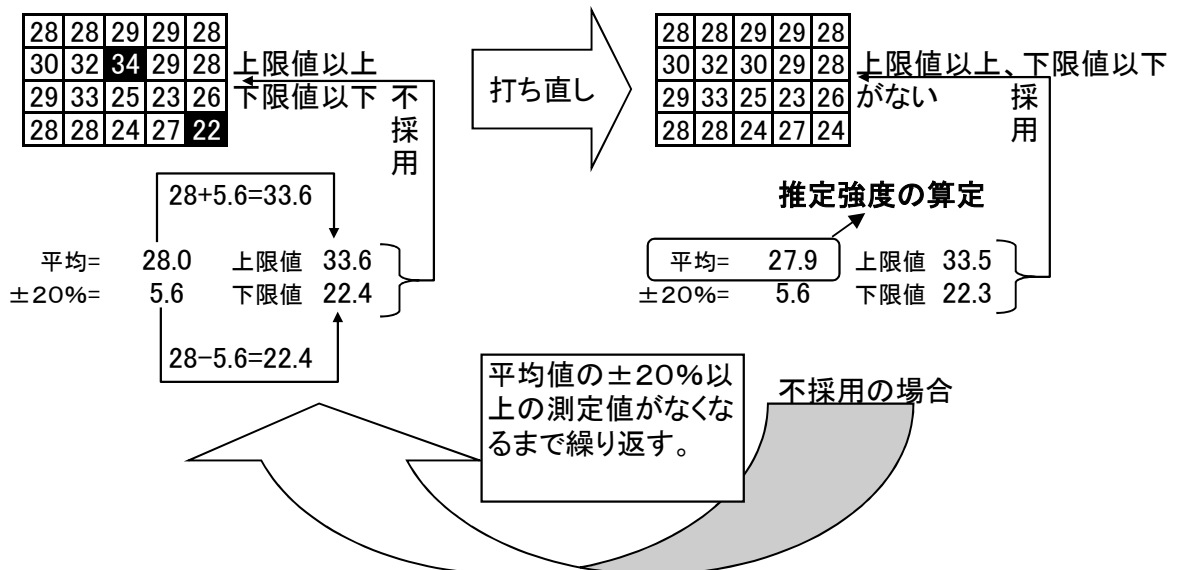 28 28 29 29 28
30 32 34 29 28
29 33 25 23 26
28 28 24 27 22
上限値以上
下限値以下
不採用
28+5.6=33.6
平均= 28.0 上限値 33.6
±20%= 5.6 下限値 22.4
28-5.6=22.4
打ち直し
28 28 29 29 28
30 32 30 29 28
29 33 25 23 26
28 28 24 27 24
上限値以上、下限値以下
がない
採用
推定強度の算定
平均= 27.9 上限値 33.5
±20%= 5.6 下限値 22.3
平均値の±20%以
上の測定値がなくな
るまで繰り返す。
不採用の場合